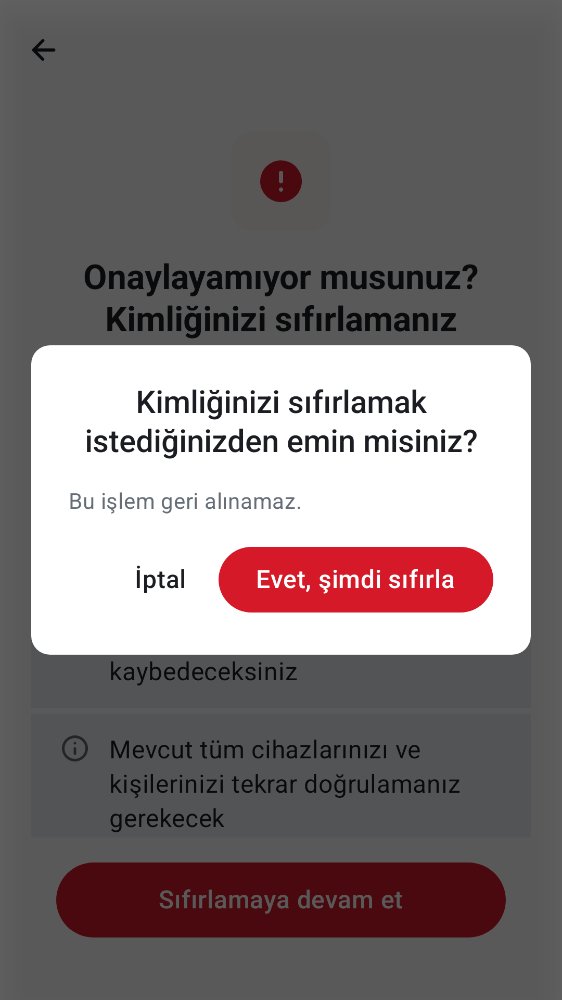 Onaylayamıyor musunuz?
Kimliğinizi sıfırlamanız
Kimliğinizi sıfırlamak
istediğinizden emin misiniz?
Bu işlem geri alınamaz.
İptal
Evet, şimdi sıfırla
kaybedeceksiniz
Mevcut tüm cihazlarınızı ve
kişilerinizi tekrar doğrulamanız
gerekecek
Sıfırlamaya devam et